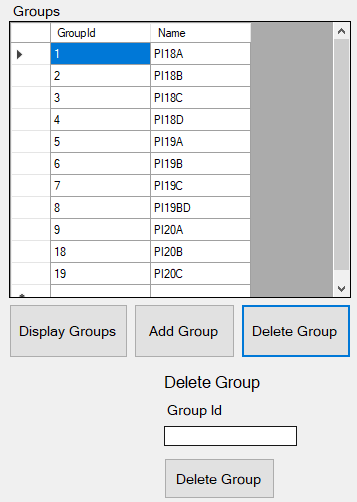 Groups
GroupId Name
1 PI18A
2 PI18B
3 PI18C
4 PI18D
5 PI19A
6 PI19B
7 PI19C
8 PI19BD
9 PI20A
18 PI20B
19 PI20C
Display Groups Add Group Delete Group
Delete Group
Group Id
Delete Group